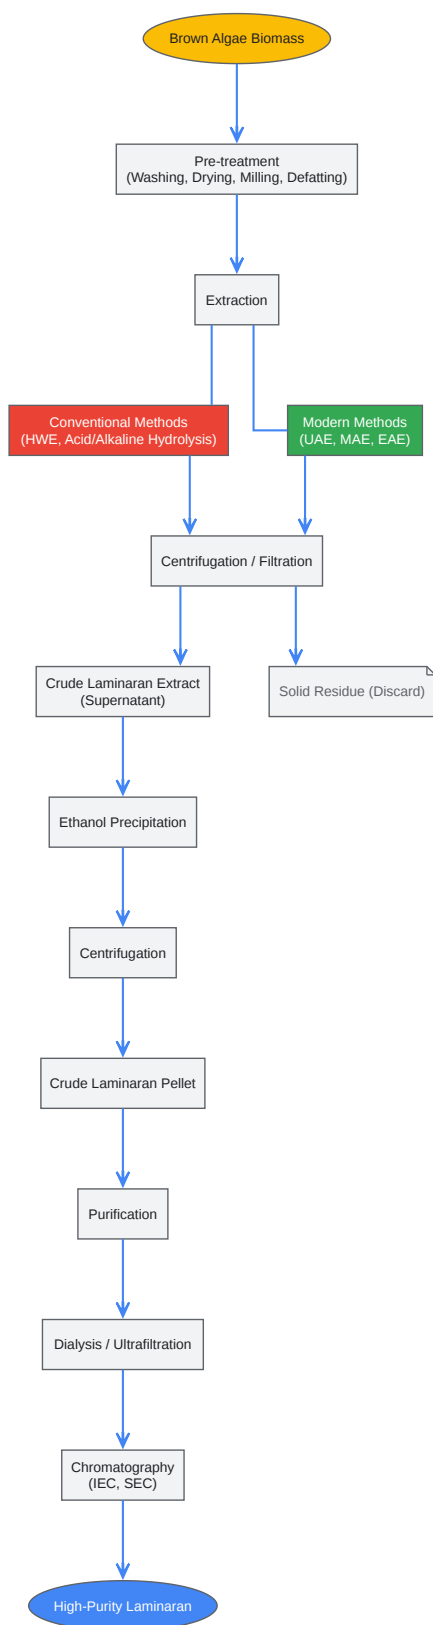 Brown Algae Biomass
Pre-treatment
(Washing, Drying, Milling, Defatting)
Extraction
Conventional Methods
(HWE, Acid/Alkaline Hydrolysis)
Modern Methods
(UAE, MAE, EAE)
Centrifugation / Filtration
Crude Laminaran Extract
(Supernatant)
Solid Residue (Discard)
Ethanol Precipitation
Centrifugation
Crude Laminaran Pellet
Purification
Dialysis / Ultrafiltration
Chromatography
(IEC, SEC)
High-Purity Laminaran